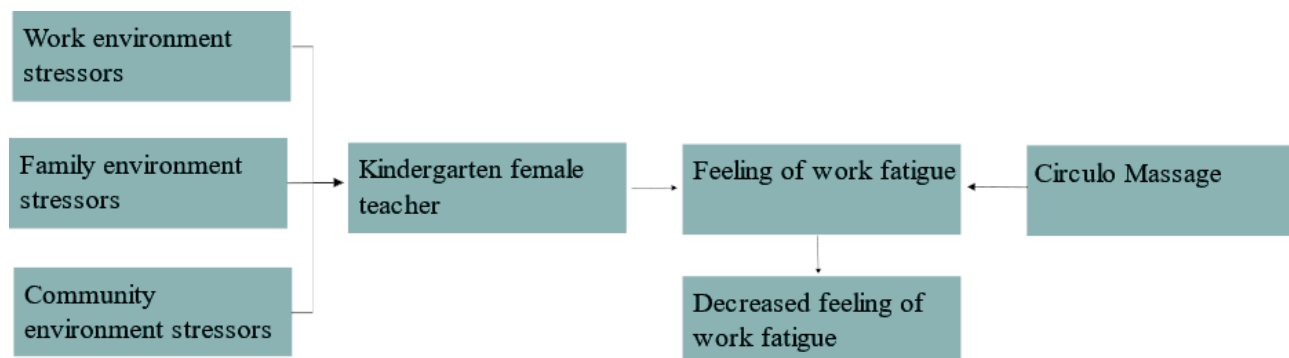 Work environment
stressors
Family environment
stressors
Community
environment stressors
Kindergarten female
teacher
Feeling of work fatigue
Decreased feeling of
work fatigue
Circulo Massage